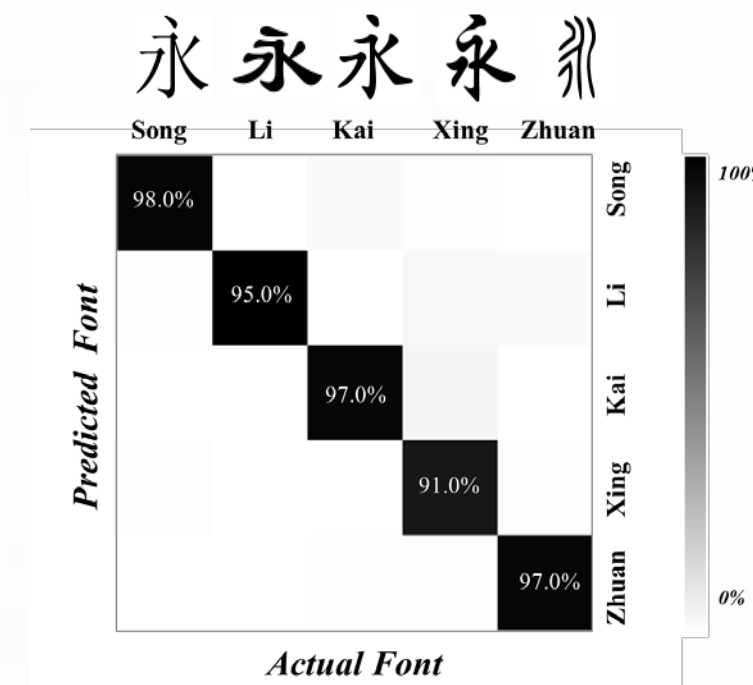 永 永 永 永 永
Song Li Kai Xing Zhuan
100%
98.0%
Song
95.0%
Li
97.0%
Kai
91.0%
Xing
97.0%
Zhuan
0%
Predicted Font
Actual Font